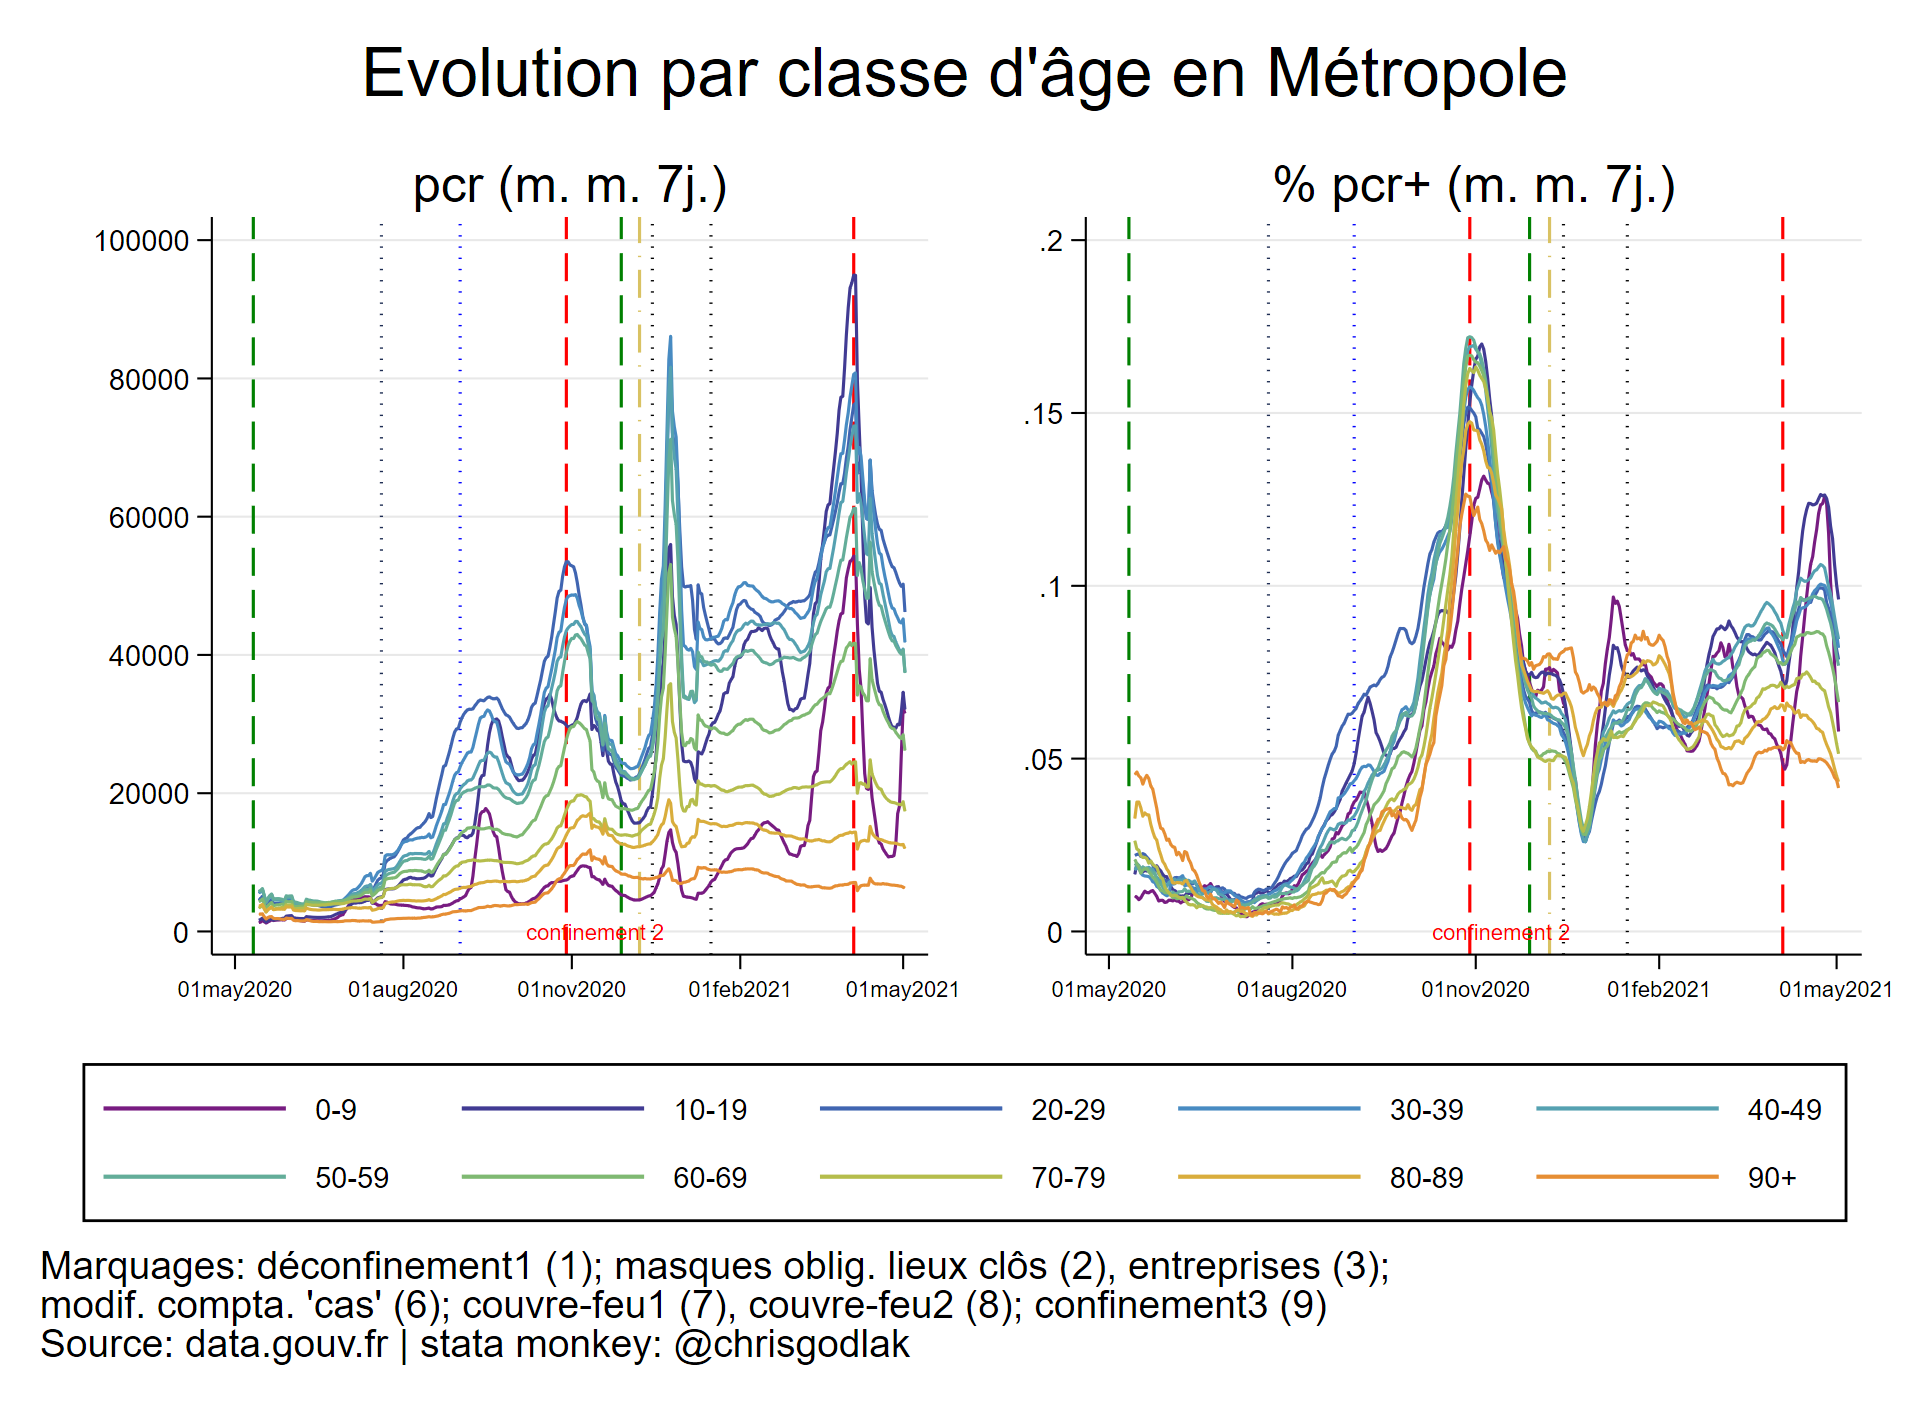 Evolution par classe d'âge en Métropole
pcr (m. m. 7j.)
% pcr+ (m. m. 7j.)
100000
80000
60000
40000
20000
0
confinement 2
01may2020
01aug2020
01nov2020
01feb2021
01may2021
.2
.15
.1
.05
0
confinement 2
01may2020
01aug2020
01nov2020
01feb2021
01may2021
0-9
10-19
20-29
30-39
40-49
50-59
60-69
70-79
80-89
90+
Marquages: déconfinement1 (1); masques oblig. lieux clôs (2), entreprises (3);
modif. compta. 'cas' (6); couvre-feu1 (7), couvre-feu2 (8); confinement3 (9)
Source: data.gouv.fr | stata monkey: @chrisgodlak